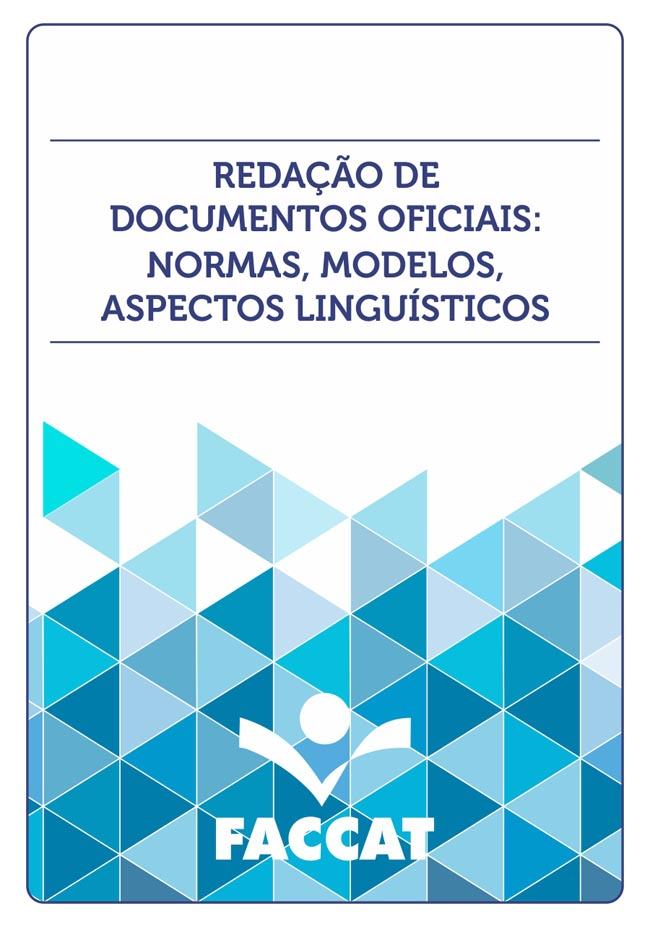 REDAÇÃO DE
DOCUMENTOS OFICIAIS:
NORMAS, MODELOS,
ASPECTOS LINGUÍSTICOS
FACCAT